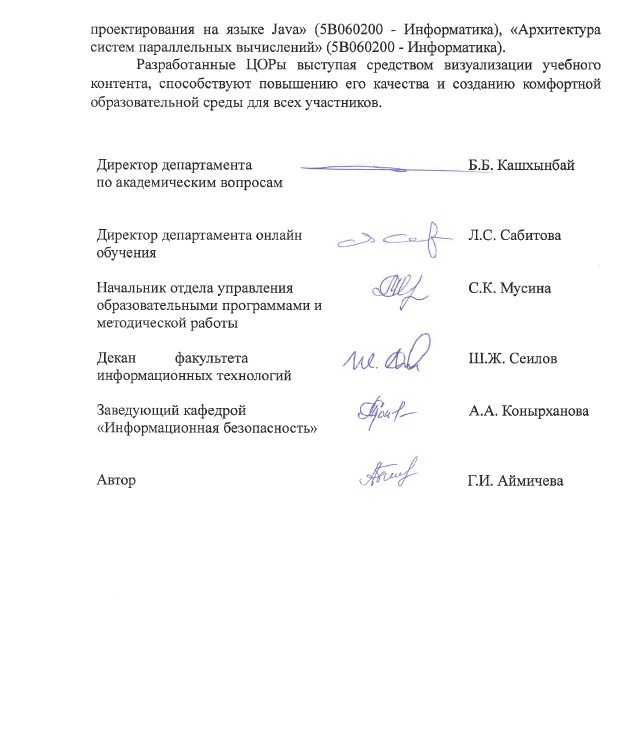 проектирования на языке Java» (5B060200 - Информатика), «Архитектура
систем параллельных вычислений» (5B060200 - Информатика).
Разработанные ЦОРы выступая средством визуализации учебного
контента, способствуют повышению его качества и созданию комфортной
образовательной среды для всех участников.
Директор департамента Б.Б. Кашхынбай
по академическим вопросам
Директор департамента онлайн Л.С. Сабитова
обучения
Начальник отдела управления С.К. Мусина
образовательными программами и
методической работы
Декан факультета Ш.Ж. Сеилов
информационных технологий
Заведующий кафедрой А.А. Конырханова
«Информационная безопасность»
Автор Г.И. Аймичева